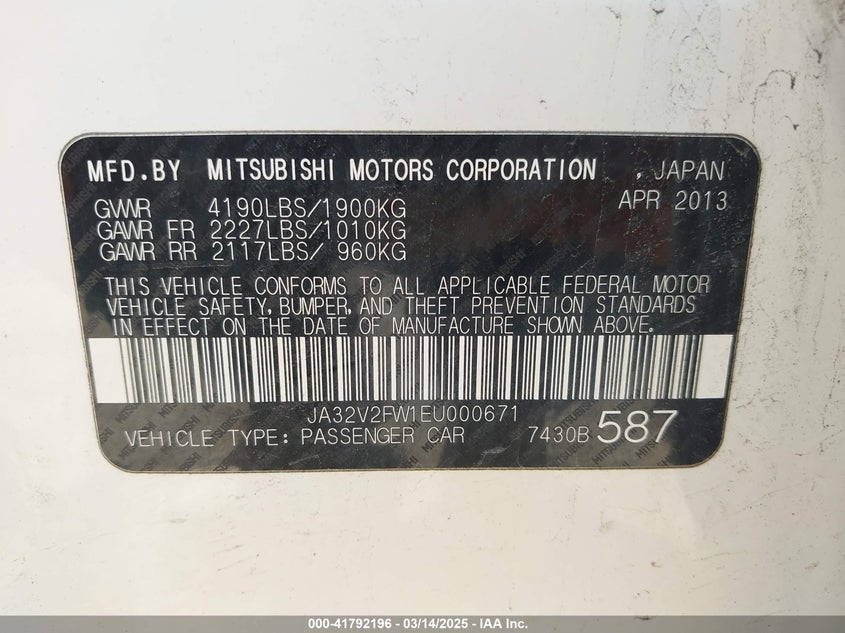 MFD.BY MITSUBISHI MOTORS CORPORATION , JAPAN
APR 2013
GVWR 4190LBS/1900KG
GAWR FR 2227LBS/1010KG
GAWR RR 2117LBS/ 960KG
THIS VEHICLE CONFORMS TO ALL APPLICABLE FEDERAL MOTOR
VEHICLE SAFETY, BUMPER, AND THEFT PREVENTION STANDARDS
IN EFFECT ON THE DATE OF MANUFACTURE SHOWN ABOVE.
JA32V2FW1EU000671
VEHICLE TYPE: PASSENGER CAR 7430B 587
000-41792196 - 03/14/2025 - IAA Inc.